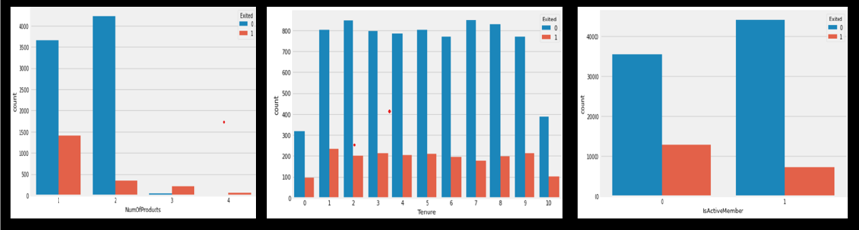 Exited
0
1
4000
3500
3000
2500
2000
1500
1000
500
0
count
1 2 3 4
NumOfProducts
Exited
0
1
800
700
600
500
400
300
200
100
0
count
0 1 2 3 4 5 6 7 8 9 10
Tenure
Exited
0
1
4000
3000
2000
1000
0
count
0 1
IsActiveMember